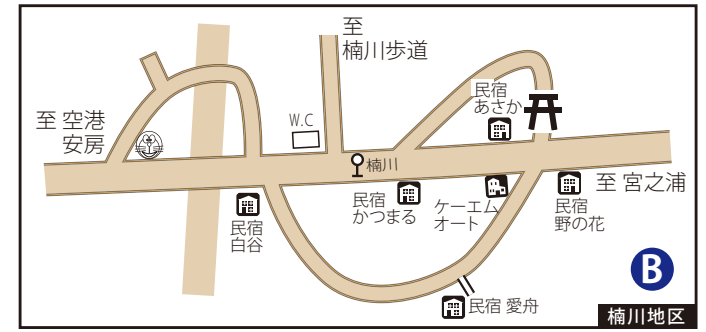 至
楠川歩道
民宿
あさか
至 空港
安房
W.C
楠川
民宿
かつまる
ケーエム
オート
民宿
野の花
至 宮之浦
民宿
白谷
民宿 愛舟
B
楠川地区